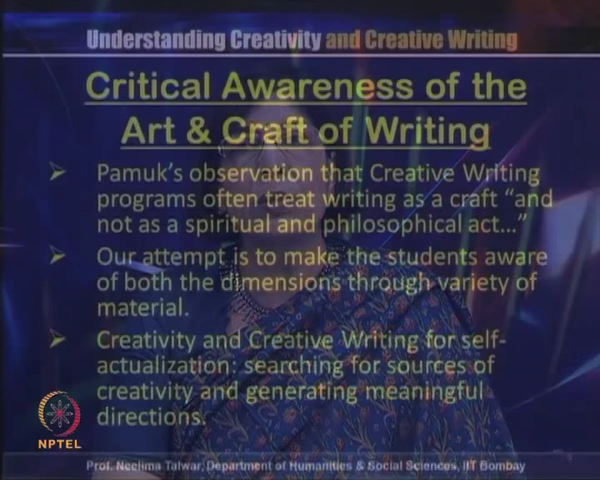 Understanding Creativity and Creative Writing
Critical Awareness of the
Art & Craft of Writing
Pamuk's observation that Creative Writing
programs often treat writing as a craft "and
not as a spiritual and philosophical act..."
Our attempt is to make the students aware
of both the dimensions through variety of
material.
Creativity and Creative Writing for self-
actualization: searching for sources of
creativity and generating meaningful
directions.
NPTEL
Prof. Neelima Talwar, Department of Humanities & Social Sciences, IIT Bombay